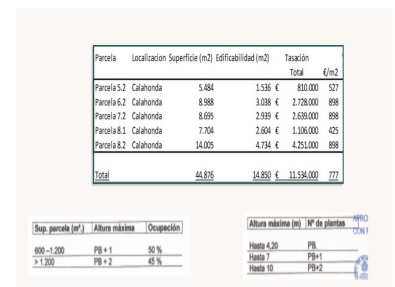 Parcela Localizacion Superficie (m2) Edificabilidad (m2) Tasación
Total €/m2
Parcela 5.2 Calahonda 5.484 1.536 € 810.000 527
Parcela 6.2 Calahonda 8.988 3.038 € 2.728.000 898
Parcela 7.2 Calahonda 8.695 2.939 € 2.639.000 898
Parcela 8.1 Calahonda 7.704 2.604 € 1.106.000 425
Parcela 8.2 Calahonda 14.005 4.734 € 4.251.000 898
Total 44.876 14.850 € 11.534.000 777
Sup. parcela (m².) Altura máxima Ocupación
600 –1.200 PB + 1 50 %
> 1.200 PB + 2 45 %
Altura máxima (m) Nº de plantas
Hasta 4,20 PB.
Hasta 7 PB+1
Hasta 10 PB+2